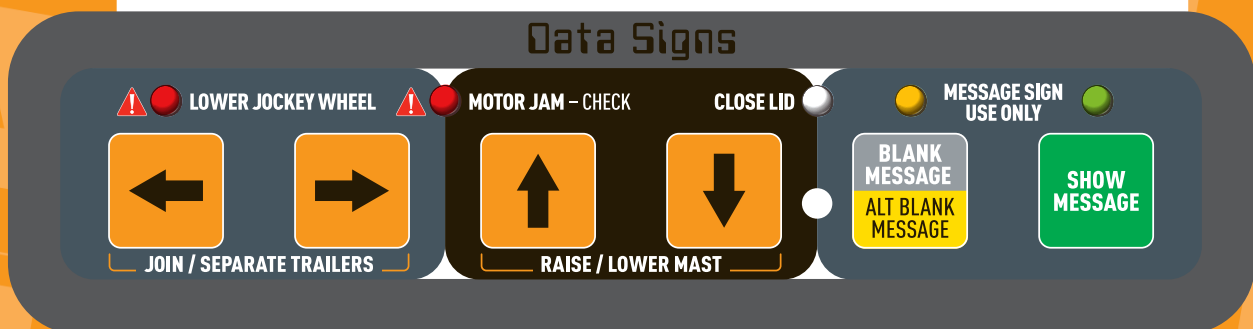 Data Signs
LOWER JOCKEY WHEEL
MOTOR JAM – CHECK
CLOSE LID
MESSAGE SIGN
USE ONLY
BLANK
MESSAGE
ALT BLANK
MESSAGE
SHOW
MESSAGE
JOIN / SEPARATE TRAILERS
RAISE / LOWER MAST